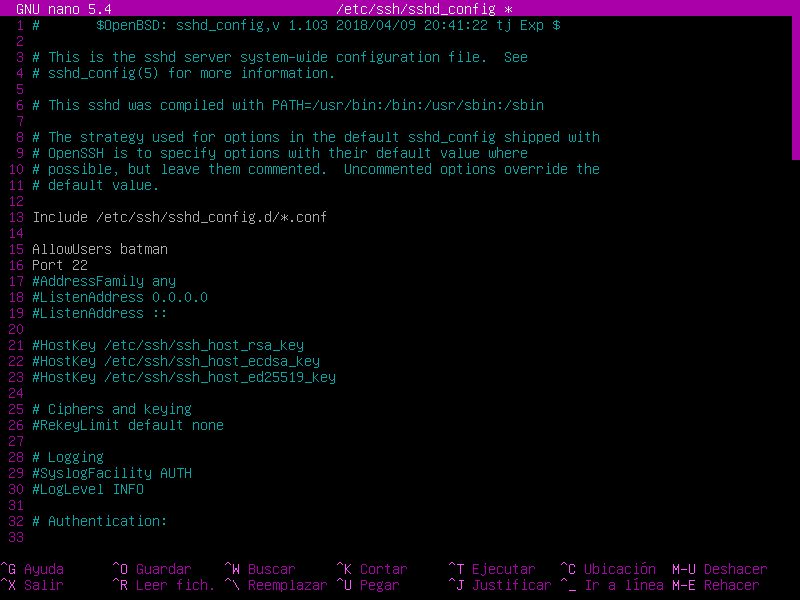 GNU nano 5.4 /etc/ssh/sshd_config *
1 # $OpenBSD: sshd_config,v 1.103 2018/04/09 20:41:22 tj Exp $
2
3 # This is the sshd server system-wide configuration file. See
4 # sshd_config(5) for more information.
5
6 # This sshd was compiled with PATH=/usr/bin:/bin:/usr/sbin:/sbin
7
8 # The strategy used for options in the default sshd_config shipped with
9 # OpenSSH is to specify options with their default value where
10 # possible, but leave them commented. Uncommented options override the
11 # default value.
12
13 Include /etc/ssh/sshd_config.d/*.conf
14
15 AllowUsers batman
16 Port 22
17 #AddressFamily any
18 #ListenAddress 0.0.0.0
19 #ListenAddress ::
20
21 #HostKey /etc/ssh/ssh_host_rsa_key
22 #HostKey /etc/ssh/ssh_host_ecdsa_key
23 #HostKey /etc/ssh/ssh_host_ed25519_key
24
25 # Ciphers and keying
26 #RekeyLimit default none
27
28 # Logging
29 #SyslogFacility AUTH
30 #LogLevel INFO
31
32 # Authentication:
33
^G Ayuda ^O Guardar ^W Buscar ^K Cortar ^T Ejecutar ^C Ubicación M-U Deshacer
^X Salir ^R Leer fich. ^\ Reemplazar ^U Pegar ^J Justificar ^_ Ir a línea M-E Rehacer